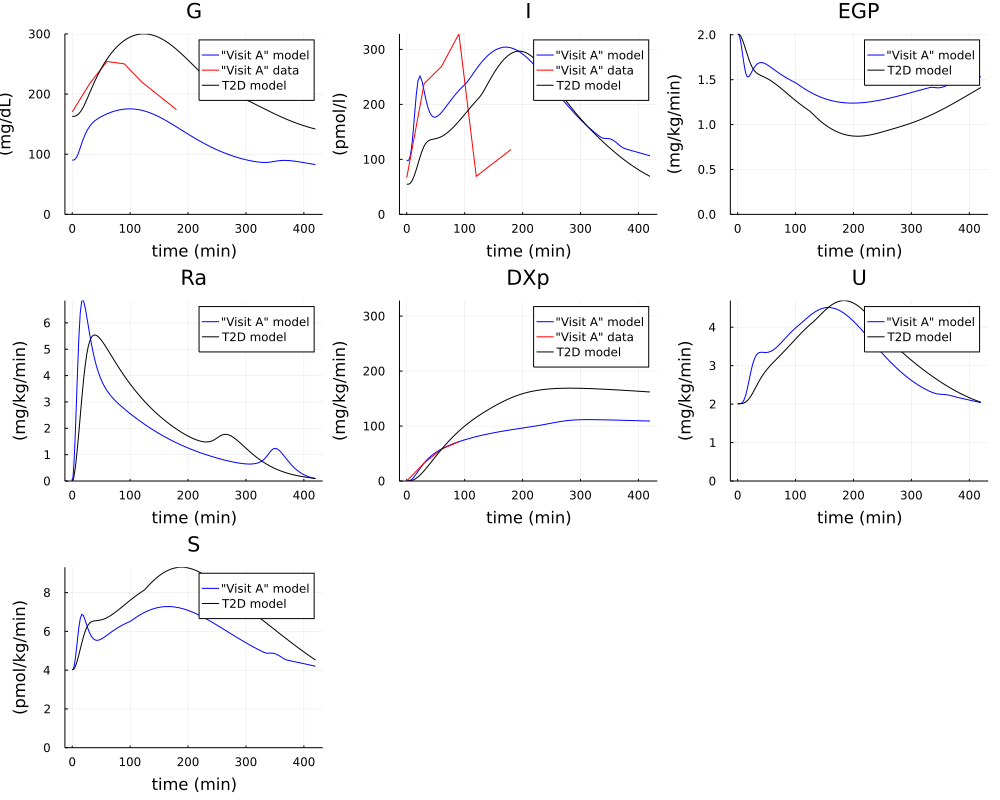 G
300
200
100
0
(mg/dL)
"Visit A" model
"Visit A" data
T2D model
0 100 200 300 400
time (min)
I
300
200
100
0
(pmol/l)
"Visit A" model
"Visit A" data
T2D model
0 100 200 300 400
time (min)
EGP
2.0
1.5
1.0
0.5
0.0
(mg/kg/min)
"Visit A" model
T2D model
0 100 200 300 400
time (min)
Ra
6
5
4
3
2
1
0
(mg/kg/min)
"Visit A" model
T2D model
0 100 200 300 400
time (min)
DXp
300
200
100
0
(mg/kg/min)
"Visit A" model
"Visit A" data
T2D model
0 100 200 300 400
time (min)
U
4
3
2
1
0
(mg/kg/min)
"Visit A" model
T2D model
0 100 200 300 400
time (min)
S
8
6
4
2
0
(pmol/kg/min)
"Visit A" model
T2D model
0 100 200 300 400
time (min)